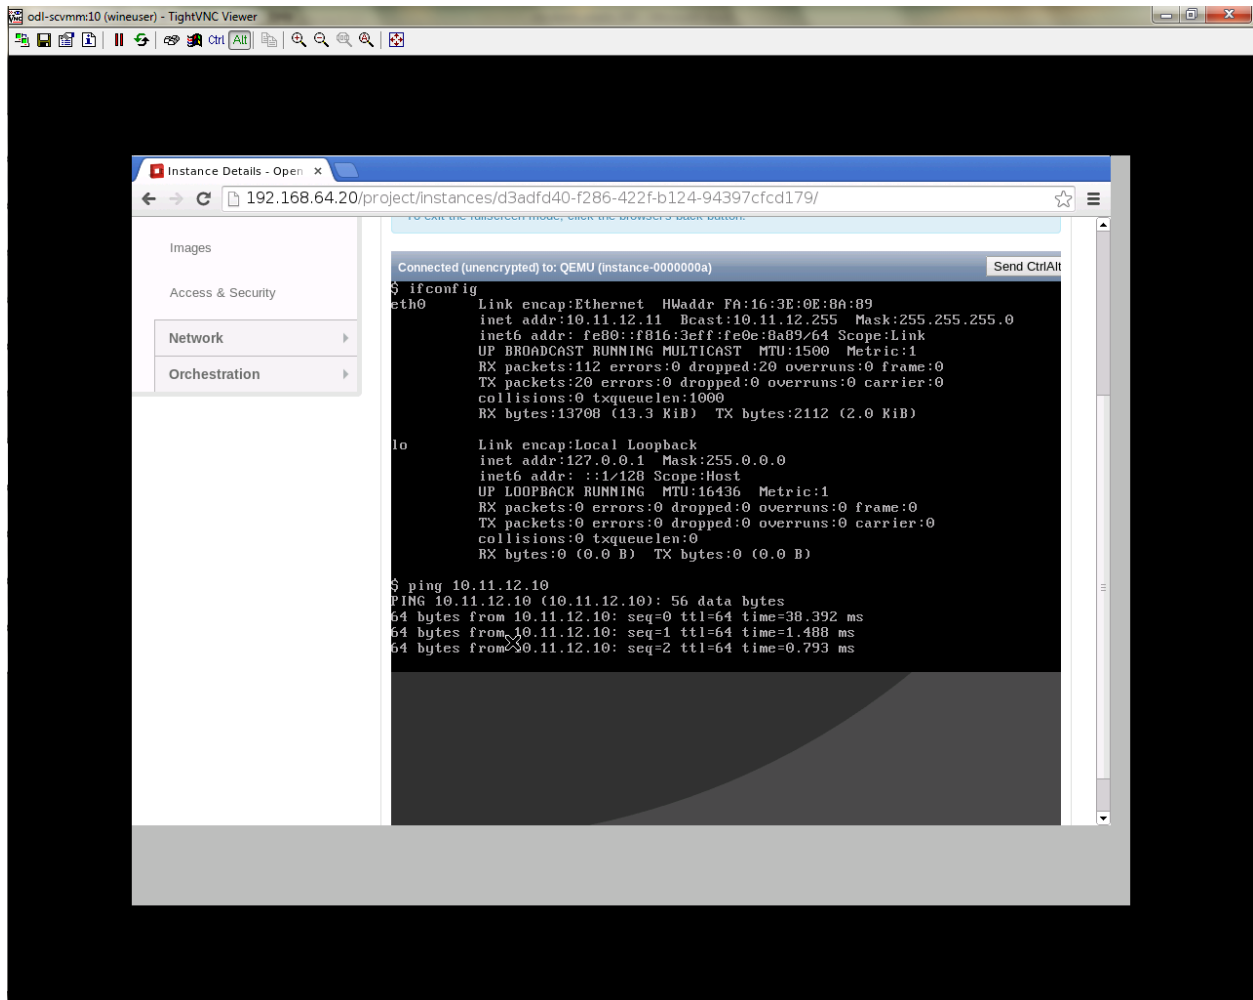 odl-scvmm:10 (wineuser) - TightVNC Viewer
Ctrl Alt
Instance Details - Open
192.168.64.20/project/instances/d3adfd40-f286-422f-b124-94397cfcd179/
To exit the fullscreen mode, click the browser's back button.
Images
Access & Security
Network
Orchestration
Connected (unencrypted) to: QEMU (instance-0000000a)
Send CtrlAlt
$ ifconfig
eth0 Link encap:Ethernet HWaddr FA:16:3E:0E:8A:89
inet addr:10.11.12.11 Bcast:10.11.12.255 Mask:255.255.255.0
inet6 addr: fe80::f816:3eff:fe0e:8a89/64 Scope:Link
UP BROADCAST RUNNING MULTICAST MTU:1500 Metric:1
RX packets:112 errors:0 dropped:20 overruns:0 frame:0
TX packets:20 errors:0 dropped:0 overruns:0 carrier:0
collisions:0 txqueuelen:1000
RX bytes:13708 (13.3 KiB) TX bytes:2112 (2.0 KiB)
lo Link encap:Local Loopback
inet addr:127.0.0.1 Mask:255.0.0.0
inet6 addr: ::1/128 Scope:Host
UP LOOPBACK RUNNING MTU:16436 Metric:1
RX packets:0 errors:0 dropped:0 overruns:0 frame:0
TX packets:0 errors:0 dropped:0 overruns:0 carrier:0
collisions:0 txqueuelen:0
RX bytes:0 (0.0 B) TX bytes:0 (0.0 B)
$ ping 10.11.12.10
PING 10.11.12.10 (10.11.12.10): 56 data bytes
64 bytes from 10.11.12.10: seq=0 ttl=64 time=38.392 ms
64 bytes from 10.11.12.10: seq=1 ttl=64 time=1.488 ms
64 bytes from 10.11.12.10: seq=2 ttl=64 time=0.793 ms